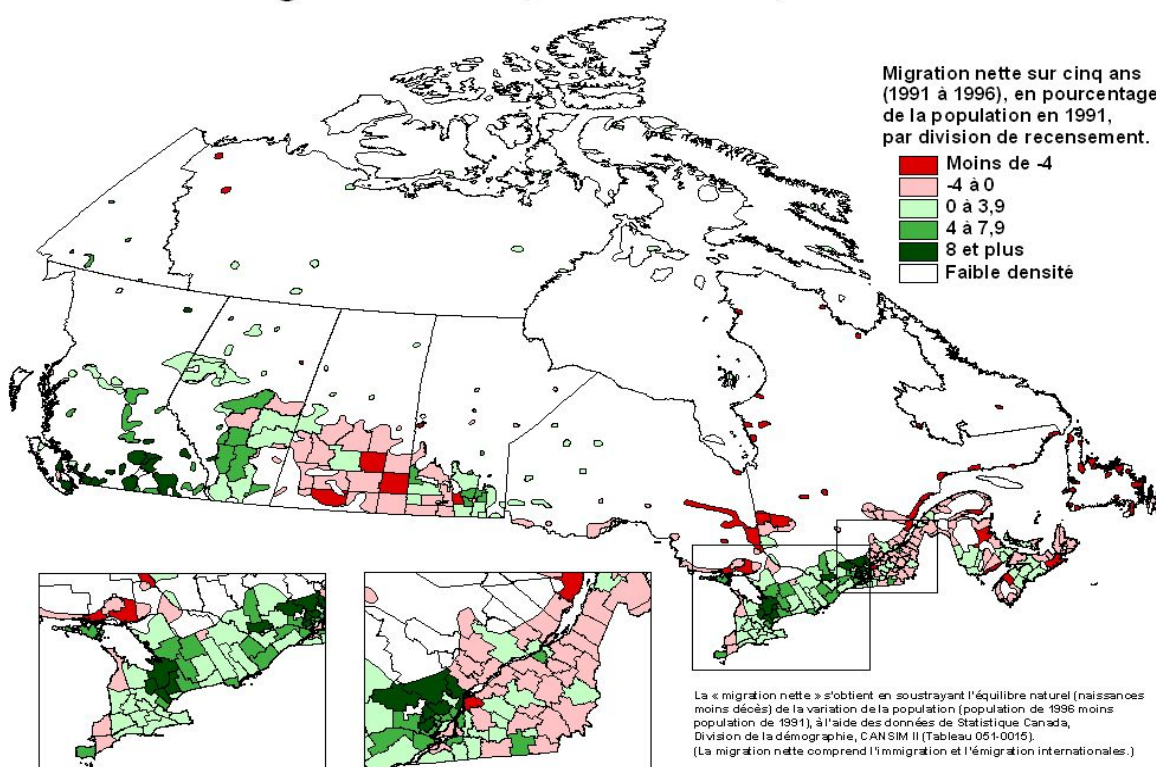 Migration nette sur cinq ans
(1991 à 1996), en pourcentage
de la population en 1991,
par division de recensement.
Moins de -4
-4 à 0
0 à 3,9
4 à 7,9
8 et plus
Faible densité
La « migration nette » s'obtient en soustrayant l'équilibre naturel (naissances
moins décès) de la variation de la population (population de 1996 moins
population de 1991), à l'aide des données de Statistique Canada,
Division de la démographie, CANSIM II (Tableau 051-0015).
(La migration nette comprend l'immigration et l'émigration internationales.)